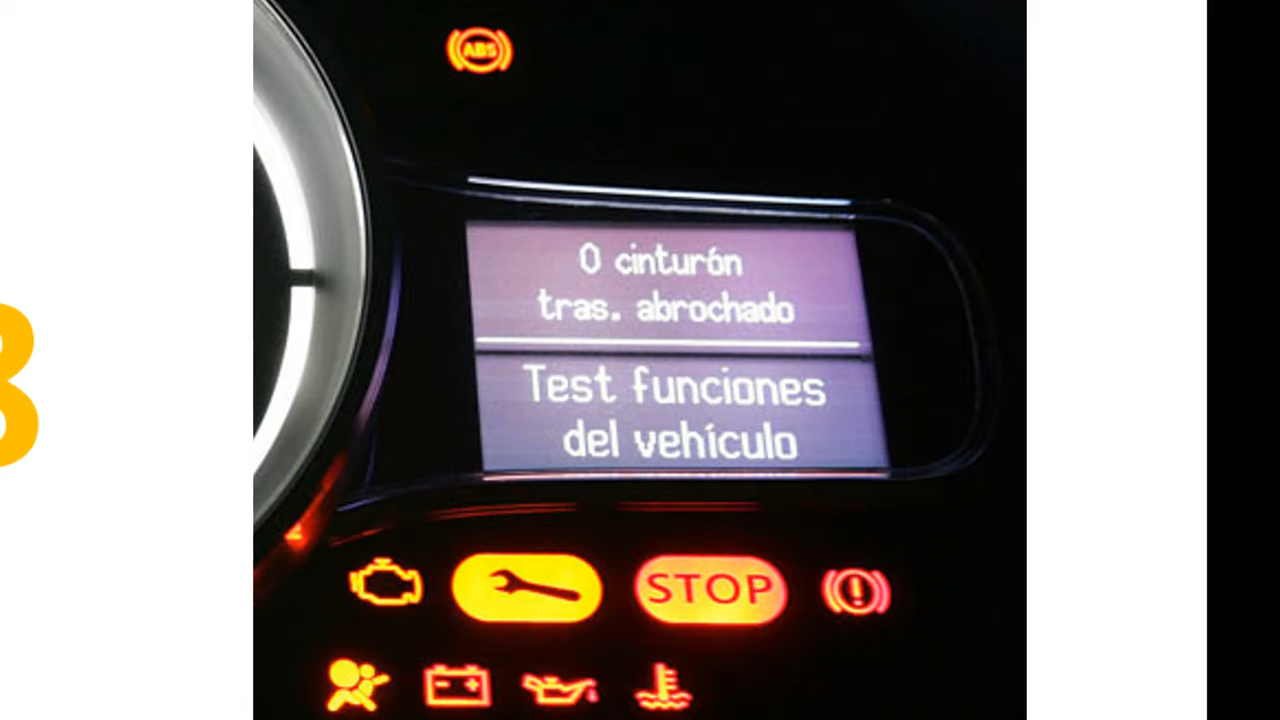 ABS
0 cinturón
tras. abrochado
Test funciones
del vehículo
STOP